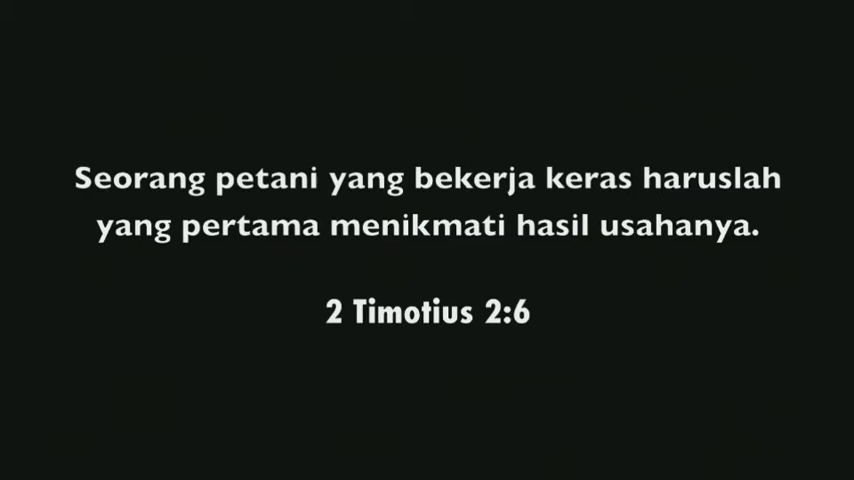 Seorang petani yang bekerja keras haruslah
yang pertama menikmati hasil usahanya.
2 Timotius 2:6